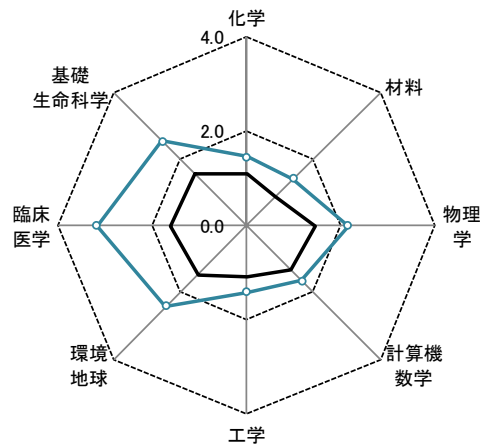 化学
4.0
基礎
生命科学
材料
2.0
臨床
医学
0.0
物理
学
環境
地球
計算機
数学
工学